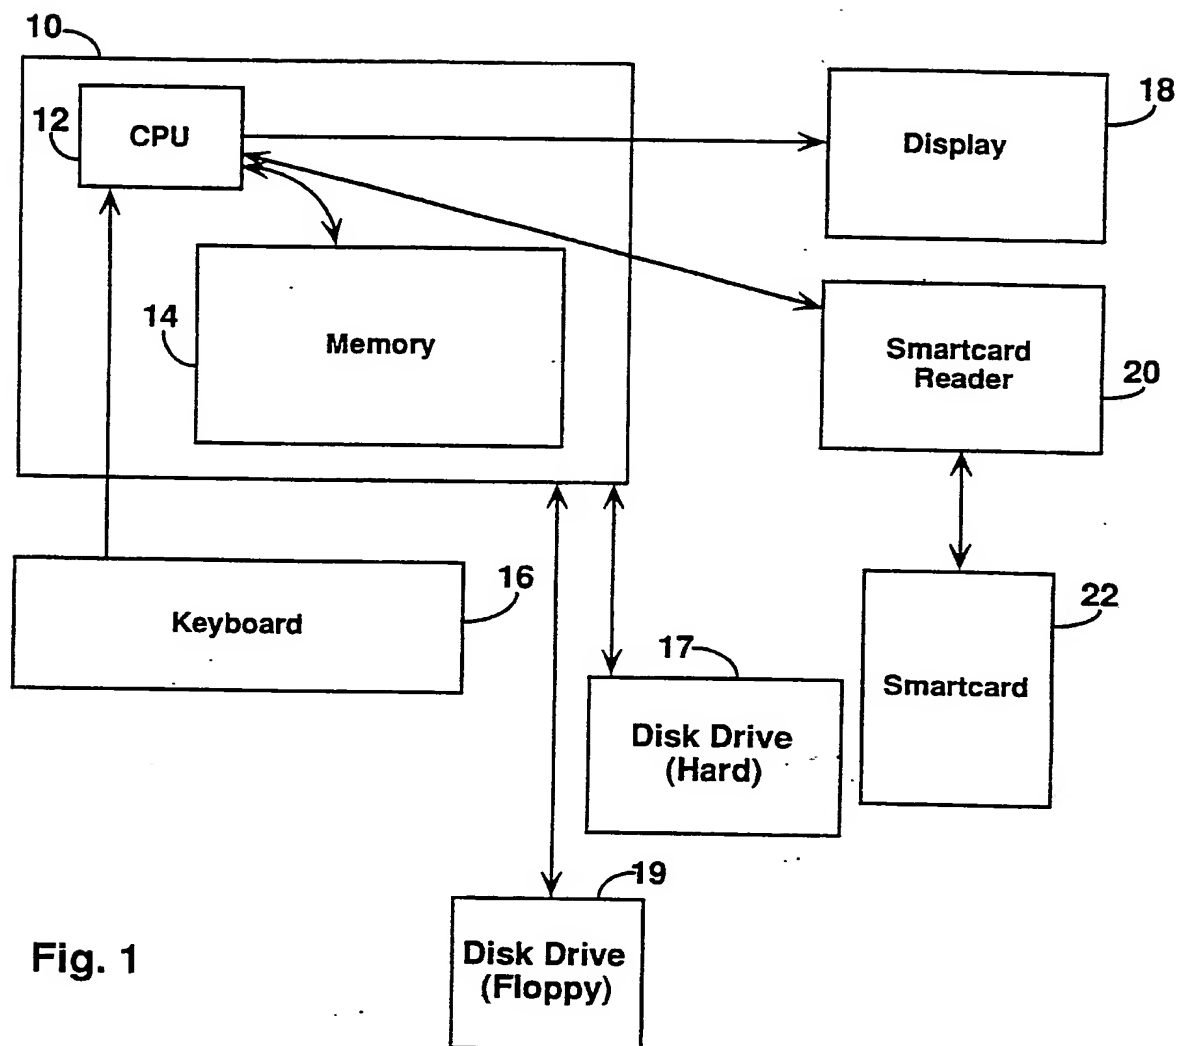 10
12
CPU
18
Display
14
Memory
Smartcard
Reader
20
16
Keyboard
22
Smartcard
17
Disk Drive
(Hard)
19
Disk Drive
(Floppy)
Fig. 1